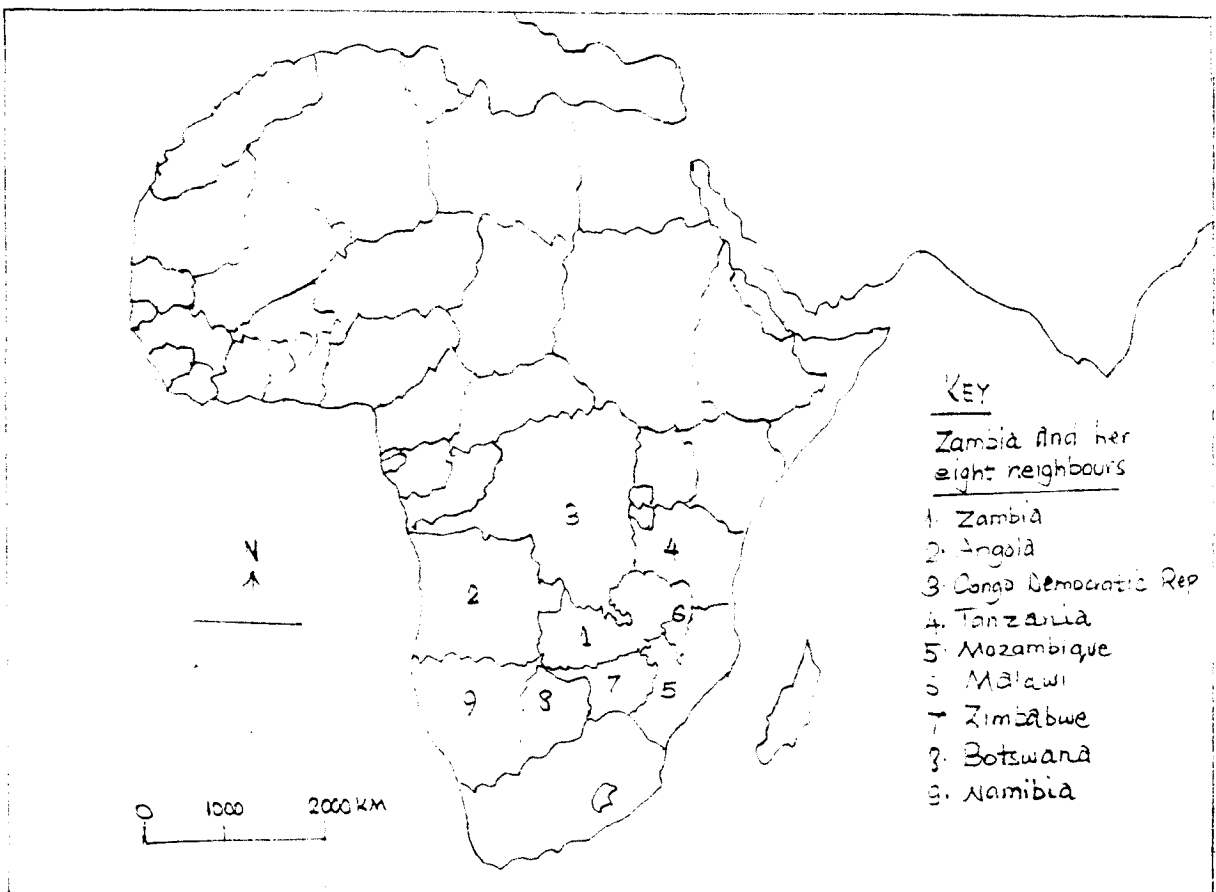 KEY
Zambia And her
eight neighbours
1. Zambia
2. Angola
3. Congo Democratic Rep
4. Tanzania
5. Mozambique
6 Malawi
7 Zimbabwe
8. Botswana
9. Namibia
3
4
2
6
1
7
5
9
8
N
0 1000 2000 KM